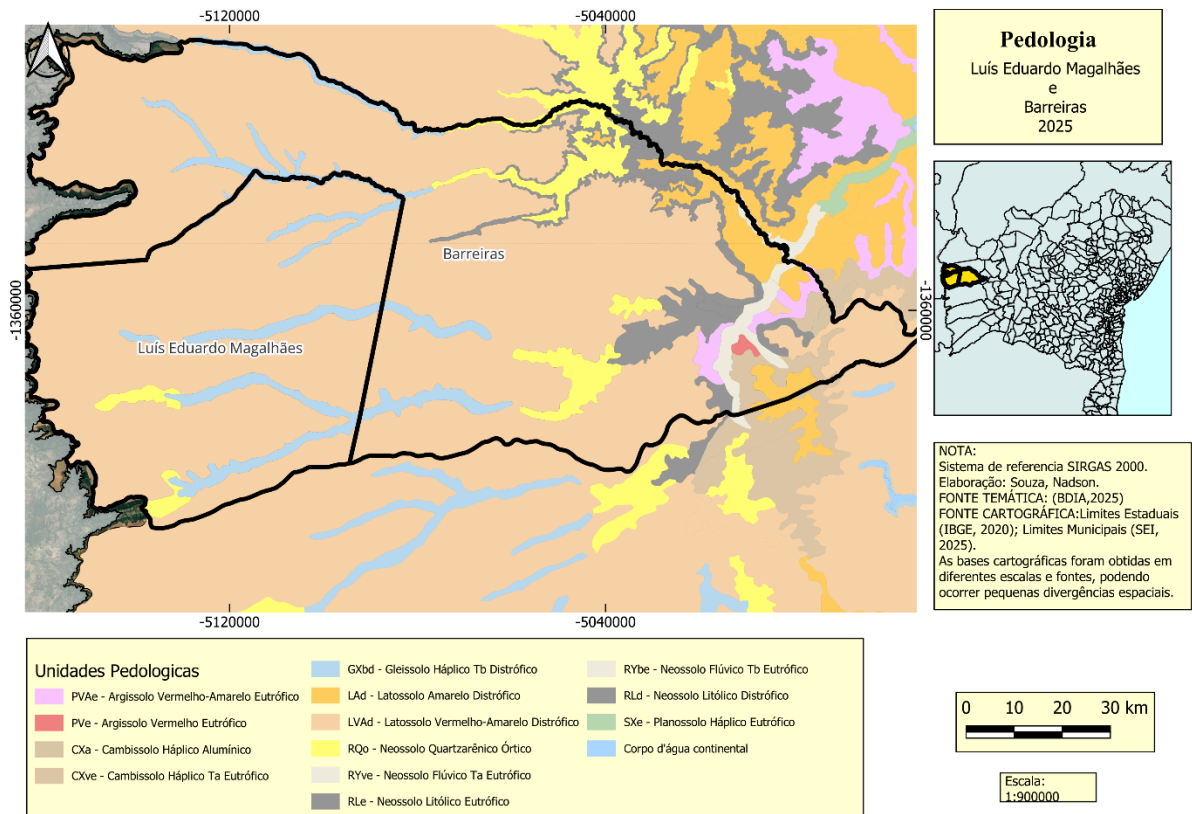 -5120000
-5040000
-1360000
Barreiras
Luís Eduardo Magalhães
-1360000
-5120000
-5040000
Pedologia
Luís Eduardo Magalhães
e
Barreiras
2025
NOTA:
Sistema de referencia SIRGAS 2000.
Elaboração: Souza, Nadson.
FONTE TEMÁTICA: (BDIA,2025)
FONTE CARTOGRÁFICA:Limites Estaduais
(IBGE, 2020); Limites Municipais (SEI,
2025).
As bases cartográficas foram obtidas em
diferentes escalas e fontes, podendo
ocorrer pequenas divergências espaciais.
Unidades Pedologicas
PVAe - Argissolo Vermelho-Amarelo Eutrófico
PVe - Argissolo Vermelho Eutrófico
CXa - Cambissolo Háplico Alumínico
CXve - Cambissolo Háplico Ta Eutrófico
GXbd - Gleissolo Háplico Tb Distrófico
LAd - Latossolo Amarelo Distrófico
LVAd - Latossolo Vermelho-Amarelo Distrófico
RQo - Neossolo Quartzarênico Órtico
RYve - Neossolo Flúvico Ta Eutrófico
RLe - Neossolo Litólico Eutrófico
RYbe - Neossolo Flúvico Tb Eutrófico
RLd - Neossolo Litólico Distrófico
SXe - Planossolo Háplico Eutrófico
Corpo d'água continental
0 10 20 30 km
Escala:
1:900000